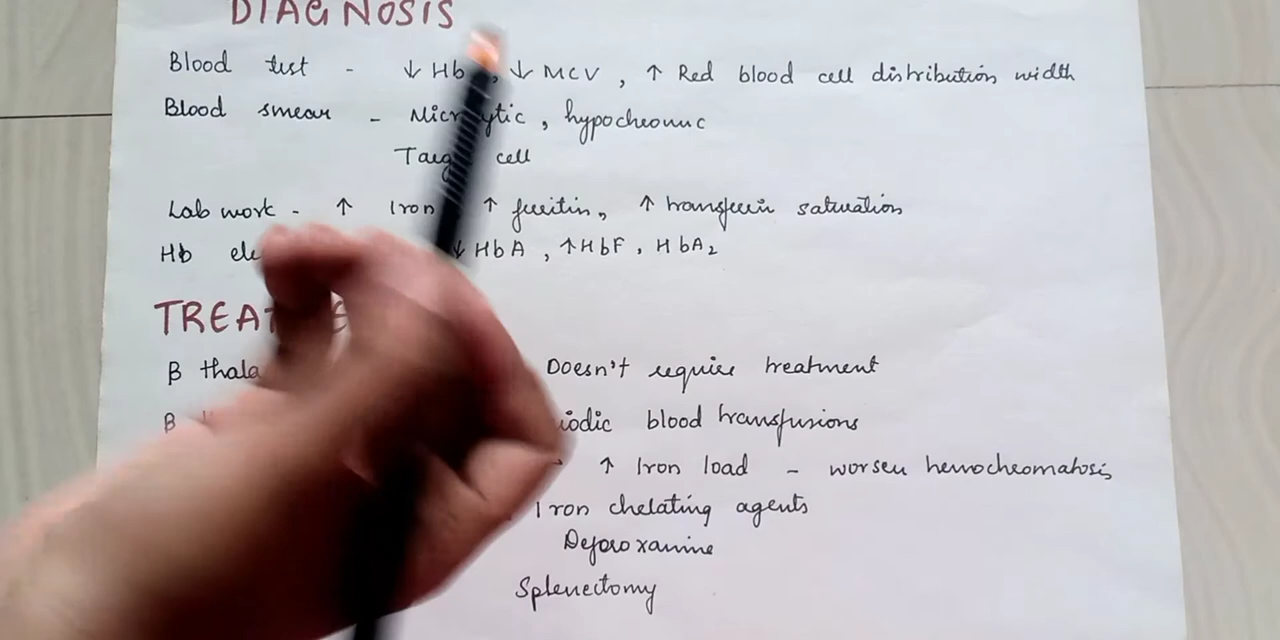 DIAGNOSIS
Blood test - ↓ Hb, ↓ MCV, ↑ Red blood cell distribution width
Blood smear - hypochromic
cell
Lab work - ↑ Iron ↑ ferritin, ↑ transferrin saturation
Hb ↓ HbA, ↑HbF, HbA2
β Doesn't require treatment
β blood transfusions
↑ Iron load - worsen hemochromatosis
Iron chelating agents
Deferoxamine
Splenectomy